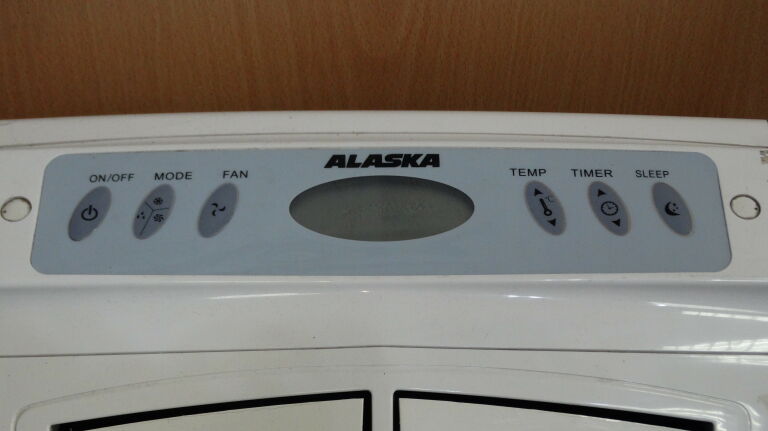 ALASKA
ON/OFF MODE FAN
TEMP TIMER SLEEP
°C